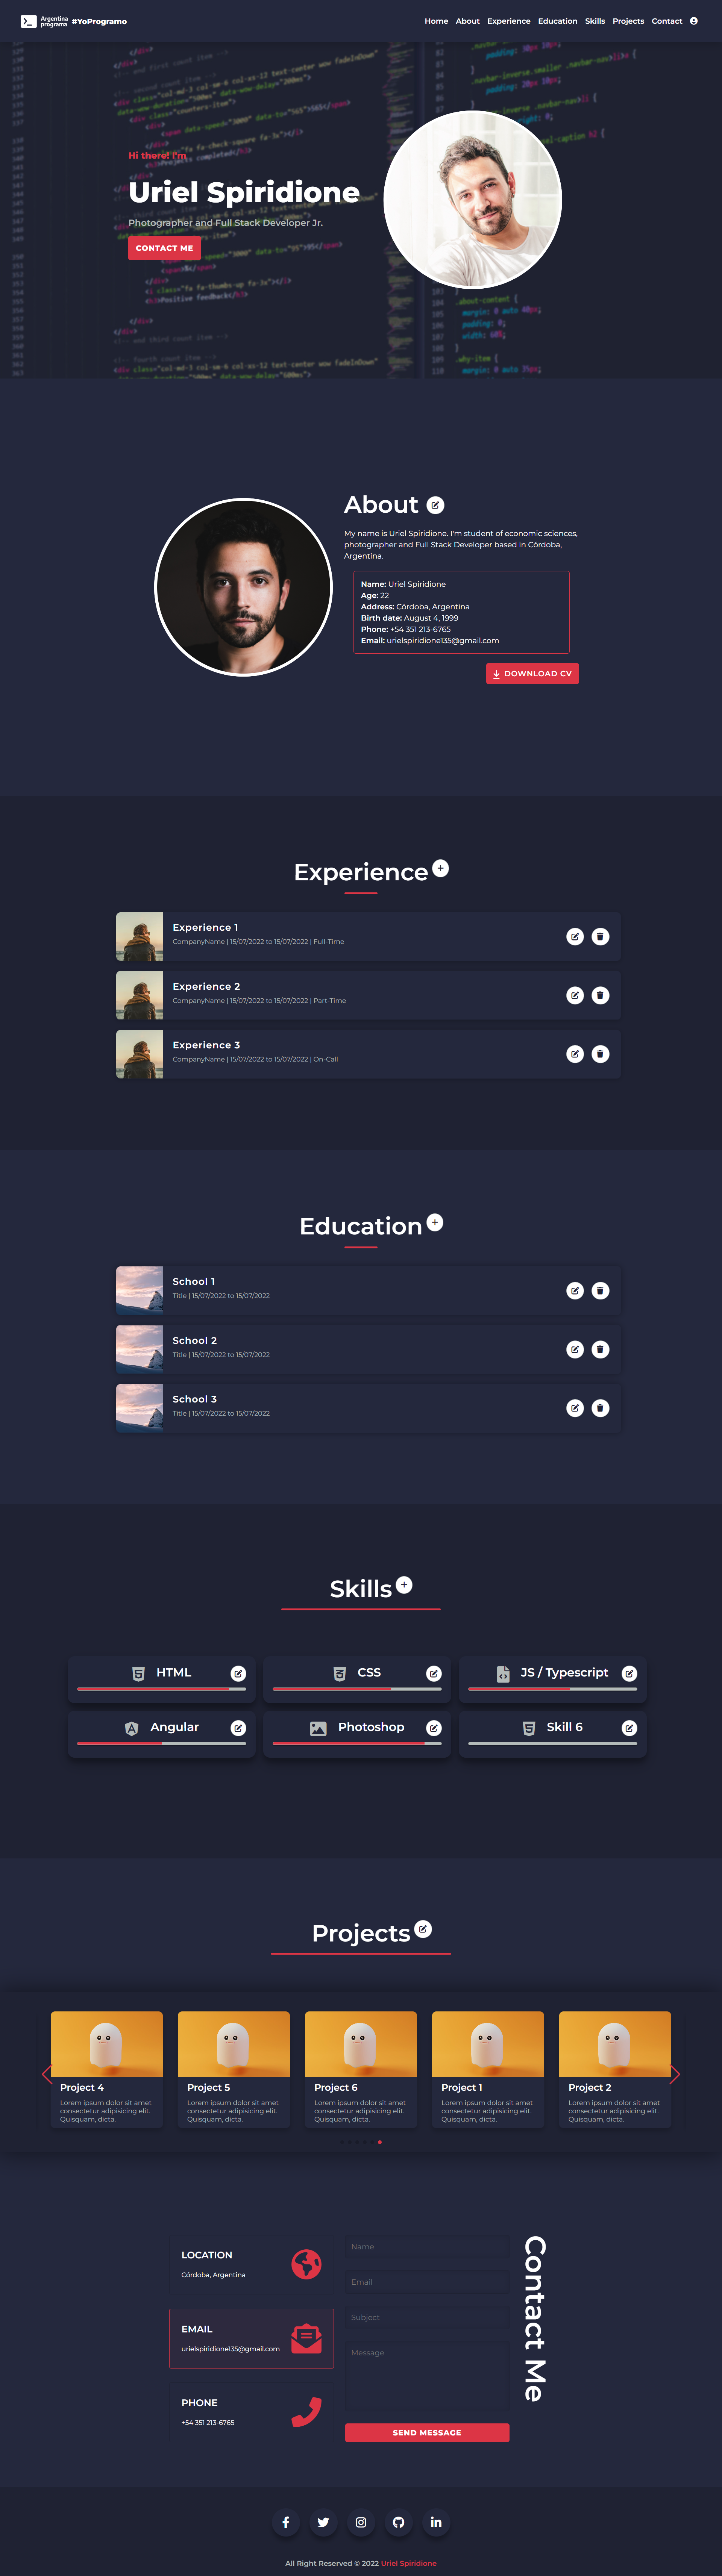 Argentina
programa
#YoProgramo
Home About Experience Education Skills Projects Contact
Hi there! I'm
Uriel Spiridione
Photographer and Full Stack Developer Jr.
CONTACT ME
About
My name is Uriel Spiridione. I'm student of economic sciences,
photographer and Full Stack Developer based in Córdoba,
Argentina.
Name: Uriel Spiridione
Age: 22
Address: Córdoba, Argentina
Birth date: August 4, 1999
Phone: +54 351 213-6765
Email: urielspiridione135@gmail.com
DOWNLOAD CV
Experience
Experience 1
CompanyName | 15/07/2022 to 15/07/2022 | Full-Time
Experience 2
CompanyName | 15/07/2022 to 15/07/2022 | Part-Time
Experience 3
CompanyName | 15/07/2022 to 15/07/2022 | On-Call
Education
School 1
Title | 15/07/2022 to 15/07/2022
School 2
Title | 15/07/2022 to 15/07/2022
School 3
Title | 15/07/2022 to 15/07/2022
Skills
HTML
CSS
JS / Typescript
Angular
Photoshop
Skill 6
Projects
Project 4
Lorem ipsum dolor sit amet
consectetur adipisicing elit.
Quisquam, dicta.
Project 5
Lorem ipsum dolor sit amet
consectetur adipisicing elit.
Quisquam, dicta.
Project 6
Lorem ipsum dolor sit amet
consectetur adipisicing elit.
Quisquam, dicta.
Project 1
Lorem ipsum dolor sit amet
consectetur adipisicing elit.
Quisquam, dicta.
Project 2
Lorem ipsum dolor sit amet
consectetur adipisicing elit.
Quisquam, dicta.
LOCATION
Córdoba, Argentina
EMAIL
urielspiridione135@gmail.com
PHONE
+54 351 213-6765
Name
Email
Subject
Message
SEND MESSAGE
Contact Me
All Right Reserved © 2022 Uriel Spiridione